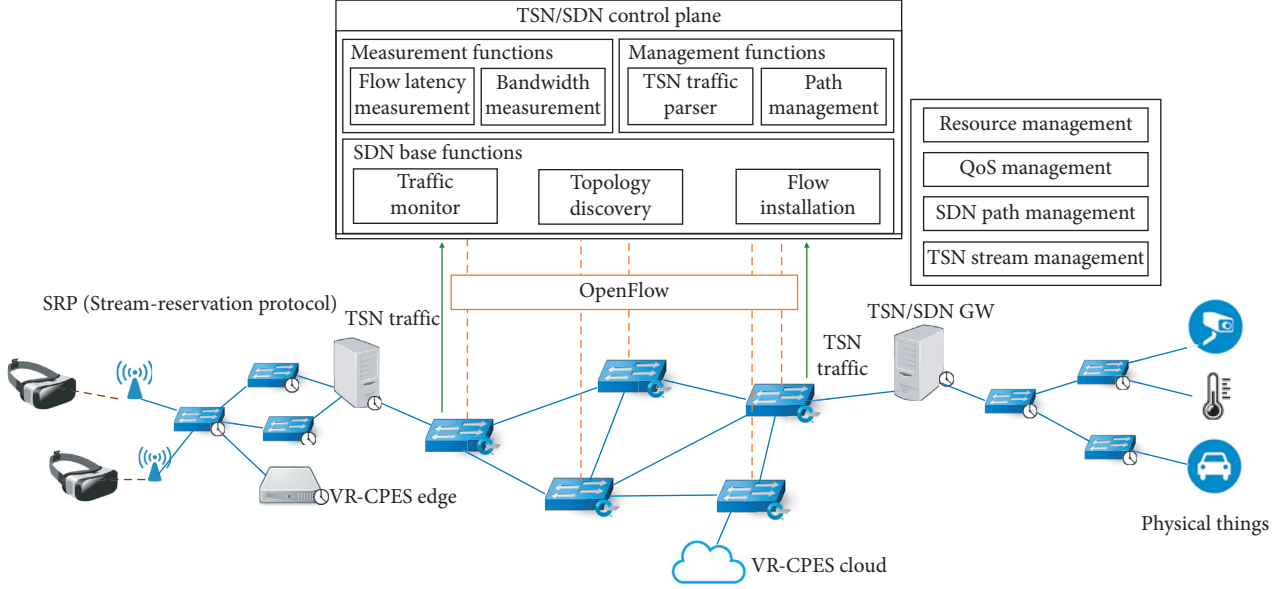 TSN/SDN control plane
Measurement functions
Flow latency
measurement
Bandwidth
measurement
Management functions
TSN traffic
parser
Path
management
SDN base functions
Traffic
monitor
Topology
discovery
Flow
installation
Resource management
QoS management
SDN path management
TSN stream management
OpenFlow
SRP (Stream-reservation protocol)
TSN traffic
TSN/SDN GW
TSN
traffic
VR-CPES edge
VR-CPES cloud
Physical things